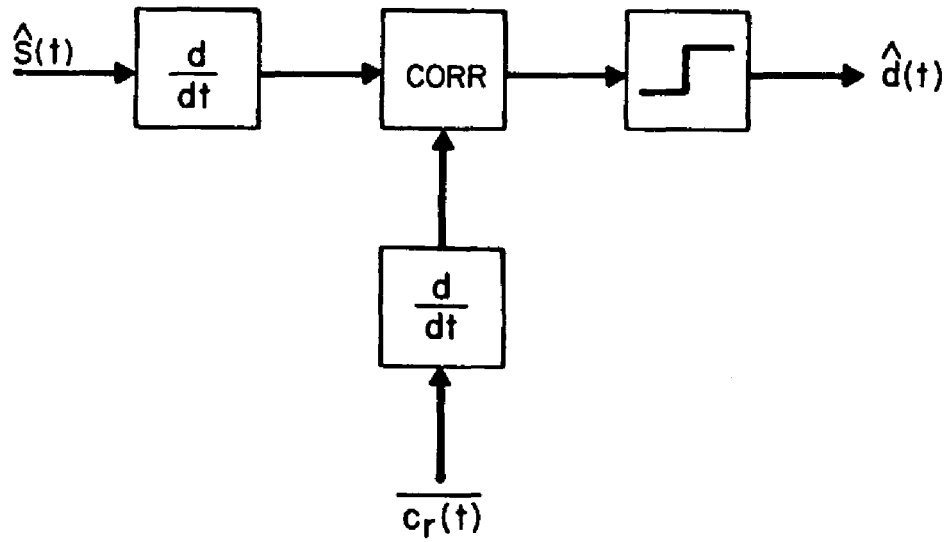 Ŝ(t)
d
dt
CORR
d̂(t)
d
dt
c̅_̅r̅(̅t̅)̅